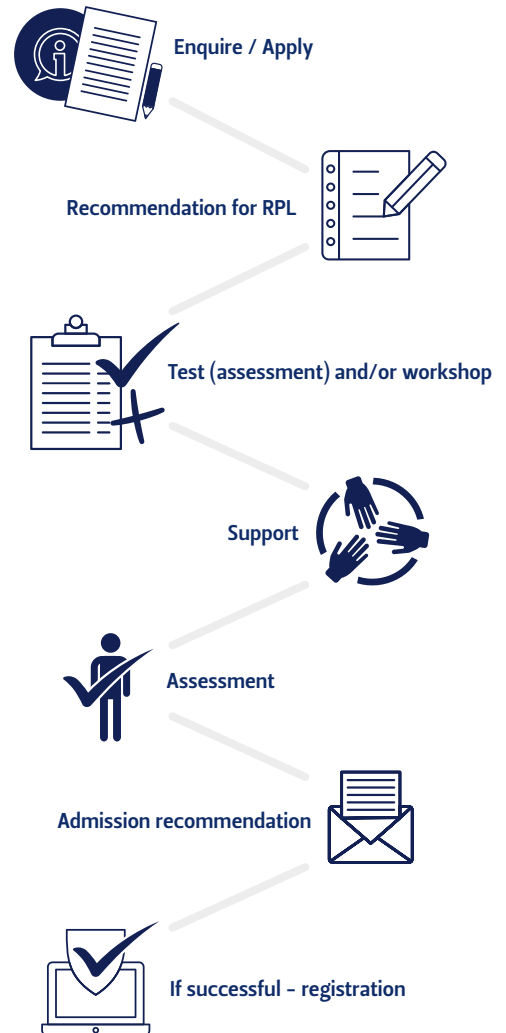 Enquire / Apply
Recommendation for RPL
Test (assessment) and/or workshop
Support
Assessment
Admission recommendation
If successful – registration